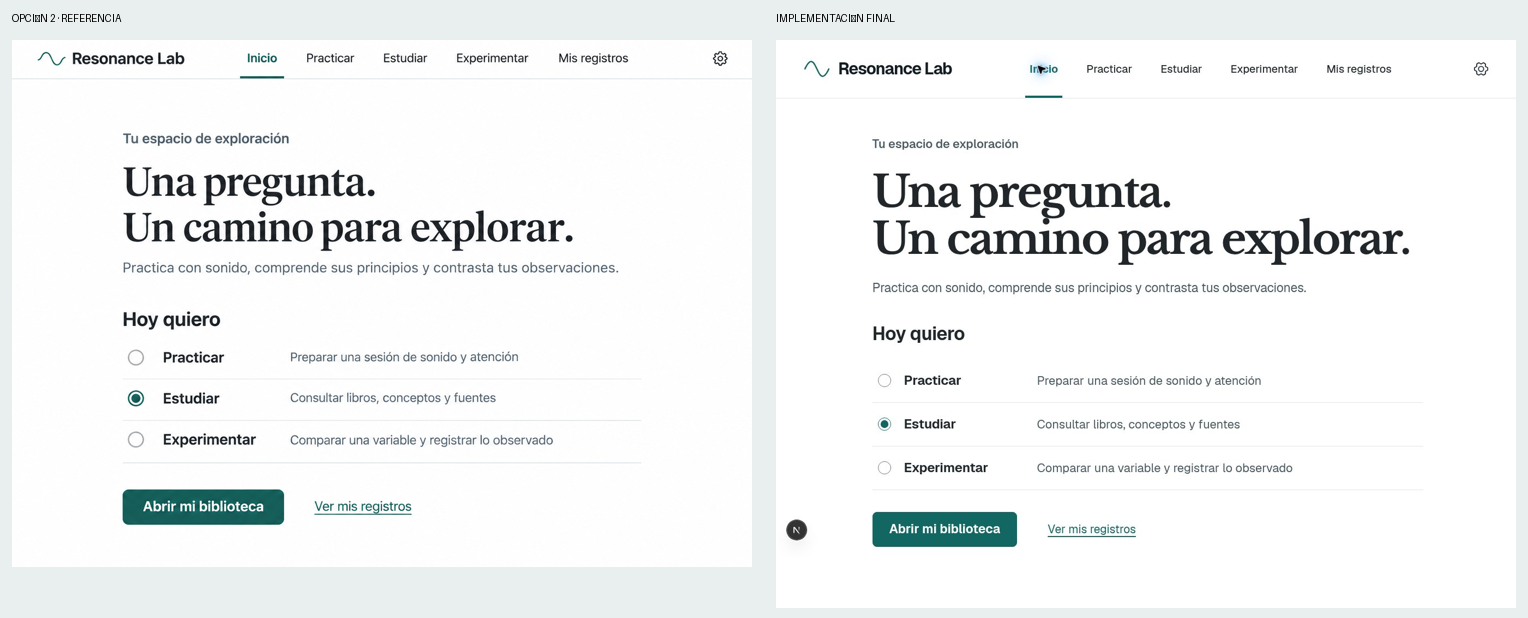 OPCIÓN 2 · REFERENCIA
Resonance Lab
Inicio
Practicar
Estudiar
Experimentar
Mis registros
Tu espacio de exploración
Una pregunta.
Un camino para explorar.
Practica con sonido, comprende sus principios y contrasta tus observaciones.
Hoy quiero
Practicar Preparar una sesión de sonido y atención
Estudiar Consultar libros, conceptos y fuentes
Experimentar Comparar una variable y registrar lo observado
Abrir mi biblioteca Ver mis registros
IMPLEMENTACIÓN FINAL
Resonance Lab
Inicio
Practicar
Estudiar
Experimentar
Mis registros
Tu espacio de exploración
Una pregunta.
Un camino para explorar.
Practica con sonido, comprende sus principios y contrasta tus observaciones.
Hoy quiero
Practicar Preparar una sesión de sonido y atención
Estudiar Consultar libros, conceptos y fuentes
Experimentar Comparar una variable y registrar lo observado
Abrir mi biblioteca Ver mis registros
N